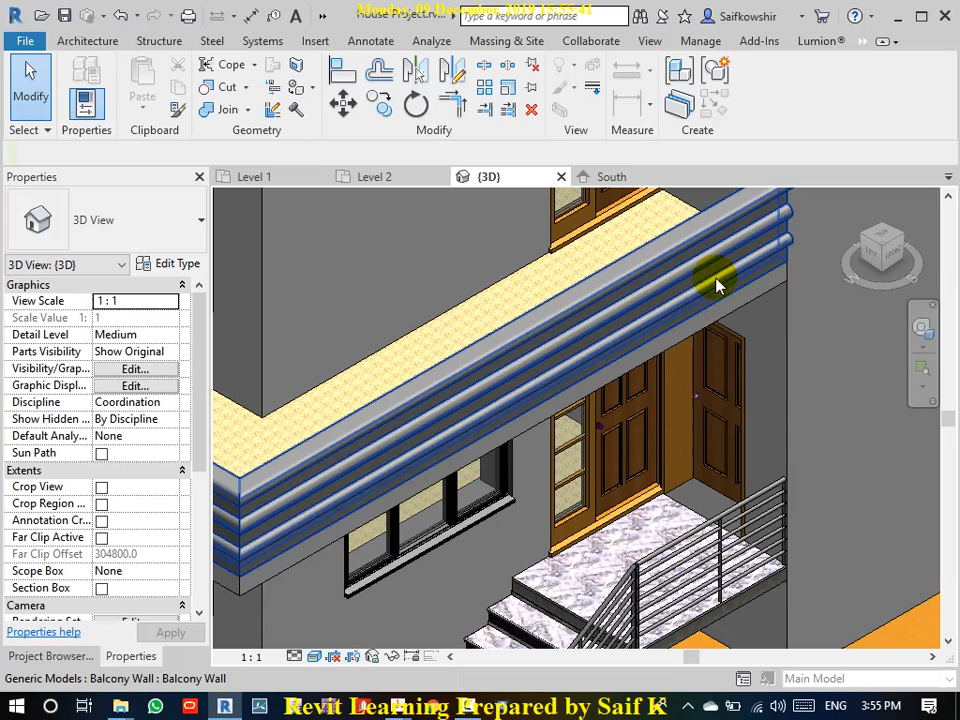 Monday, 09 December, 2019 15:55:41
House Project.rv...
Type a keyword or phrase
Saifkowshir
File
Architecture
Structure
Steel
Systems
Insert
Annotate
Analyze
Massing & Site
Collaborate
View
Manage
Add-Ins
Lumion®
Modify
Paste
Cope
Cut
Join
Select
Properties
Clipboard
Geometry
Modify
View
Measure
Create
Properties
Level 1
Level 2
{3D}
South
3D View
3D View: {3D}
Edit Type
Graphics
View Scale
1 : 1
Scale Value 1:
1
Detail Level
Medium
Parts Visibility
Show Original
Visibility/Grap...
Edit...
Graphic Displ...
Edit...
Discipline
Coordination
Show Hidden ...
By Discipline
Default Analy...
None
Sun Path
Extents
Crop View
Crop Region ...
Annotation Cr...
Far Clip Active
Far Clip Offset
304800.0
Scope Box
None
Section Box
Camera
Properties help
Apply
Project Browser...
Properties
1 : 1
Generic Models : Balcony Wall : Balcony Wall
Main Model
Revit Learning Prepared by Saif K
ENG
3:55 PM